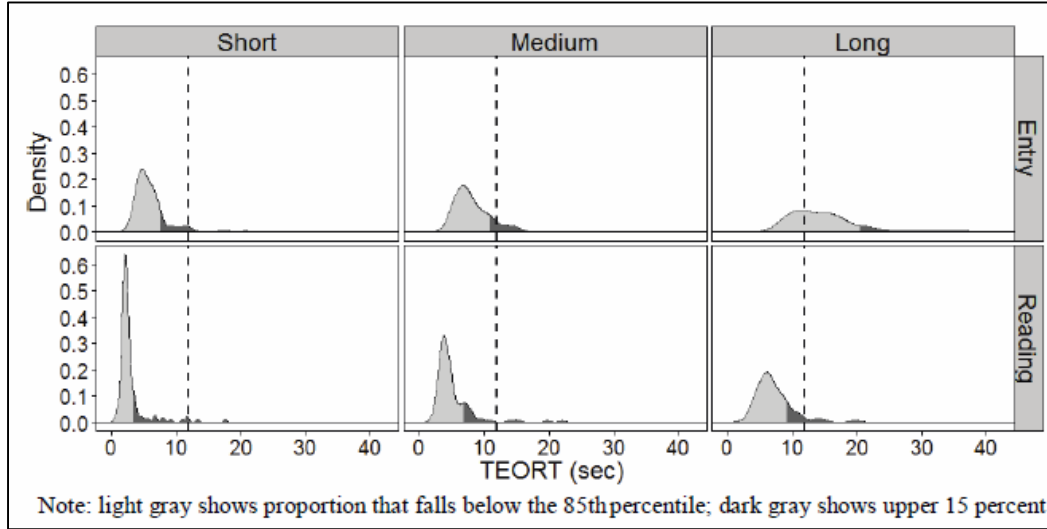 Short Medium Long
0.6
0.5
0.4
0.3
0.2
0.1
0.0
Entry
Density
0.6
0.5
0.4
0.3
0.2
0.1
0.0
Reading
0 10 20 30 40 0 10 20 30 40 0 10 20 30 40
TEORT (sec)
Note: light gray shows proportion that falls below the 85th percentile; dark gray shows upper 15 percent